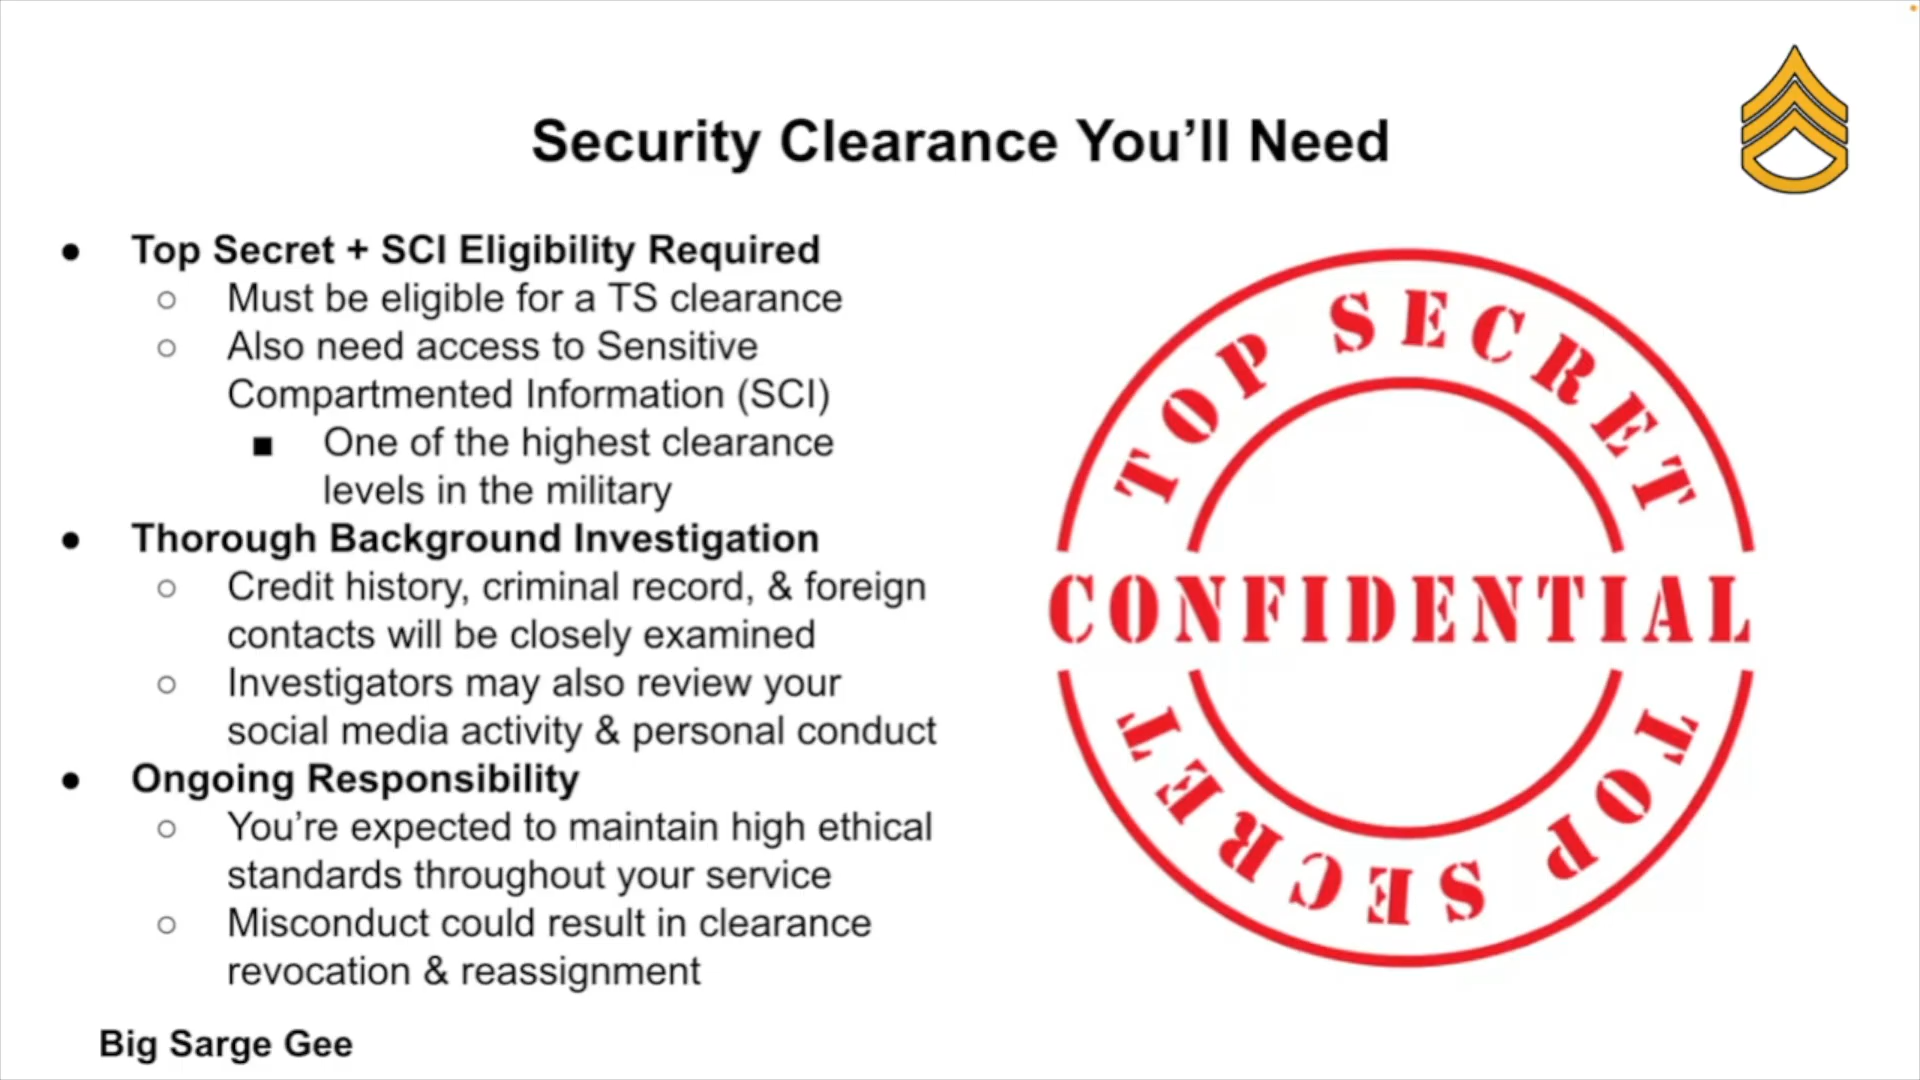 Security Clearance You’ll Need
● Top Secret + SCI Eligibility Required
○ Must be eligible for a TS clearance
○ Also need access to Sensitive
Compartmented Information (SCI)
■ One of the highest clearance
levels in the military
● Thorough Background Investigation
○ Credit history, criminal record, & foreign
contacts will be closely examined
○ Investigators may also review your
social media activity & personal conduct
● Ongoing Responsibility
○ You’re expected to maintain high ethical
standards throughout your service
○ Misconduct could result in clearance
revocation & reassignment
Big Sarge Gee
TOP SECRET
CONFIDENTIAL
TOP SECRET